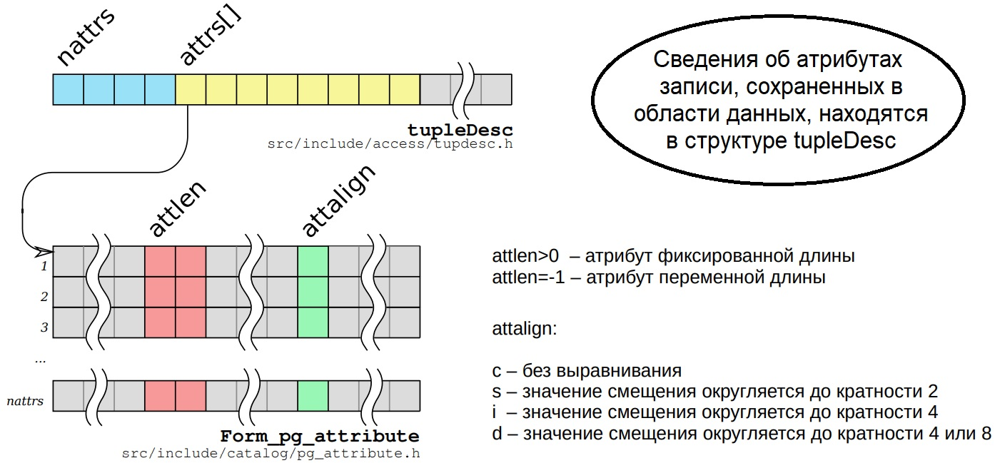 nattrs
attrs[]
Сведения об атрибутах
записи, сохраненных в
области данных, находятся
в структуре tupleDesc
tupleDesc
src/include/access/tupdesc.h
attlen
attalign
1
2
3
...
nattrs
Form_pg_attribute
src/include/catalog/pg_attribute.h
attlen>0 – атрибут фиксированной длины
attlen=-1 – атрибут переменной длины
attalign:
c – без выравнивания
s – значение смещения округляется до кратности 2
i – значение смещения округляется до кратности 4
d – значение смещения округляется до кратности 4 или 8